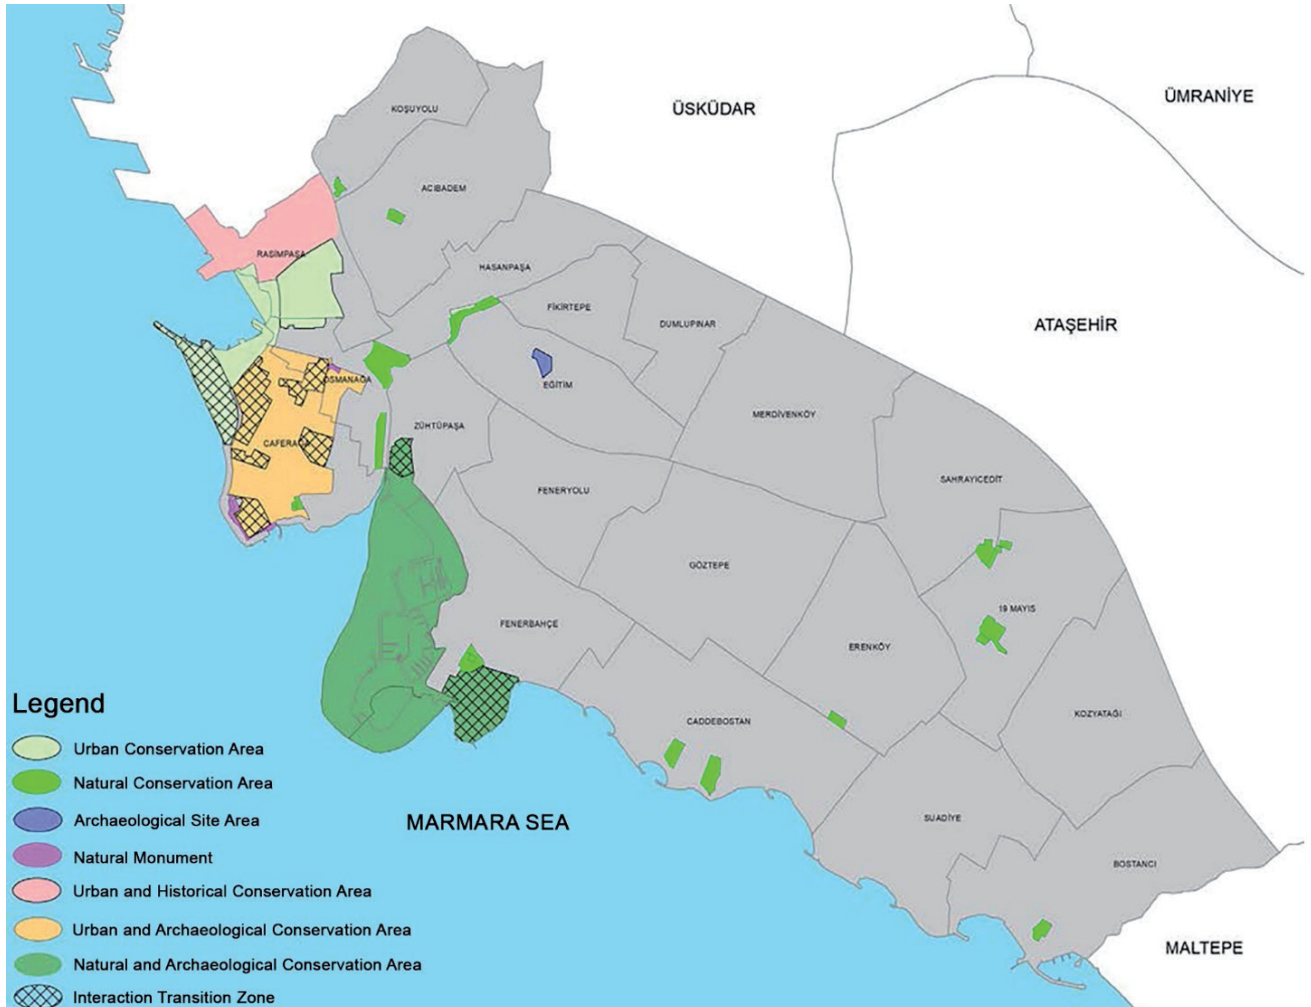 ÜMRANİYE
ÜSKÜDAR
KOŞUYOLU
ACIBADEM
RASİMPAŞA
HASANPAŞA
FİKİRTEPE
DUMLUPINAR
ATAŞEHİR
OSMANAĞA
EĞİTİM
MERDİVENKÖY
ZÜHTÜPAŞA
CAFERAĞA
SAHRAYICEDİT
FENERYOLU
GÖZTEPE
19 MAYIS
FENERBAHÇE
ERENKÖY
KOZYATAĞI
CADDEBOSTAN
SUADİYE
BOSTANCI
MARMARA SEA
MALTEPE
Legend
Urban Conservation Area
Natural Conservation Area
Archaeological Site Area
Natural Monument
Urban and Historical Conservation Area
Urban and Archaeological Conservation Area
Natural and Archaeological Conservation Area
Interaction Transition Zone